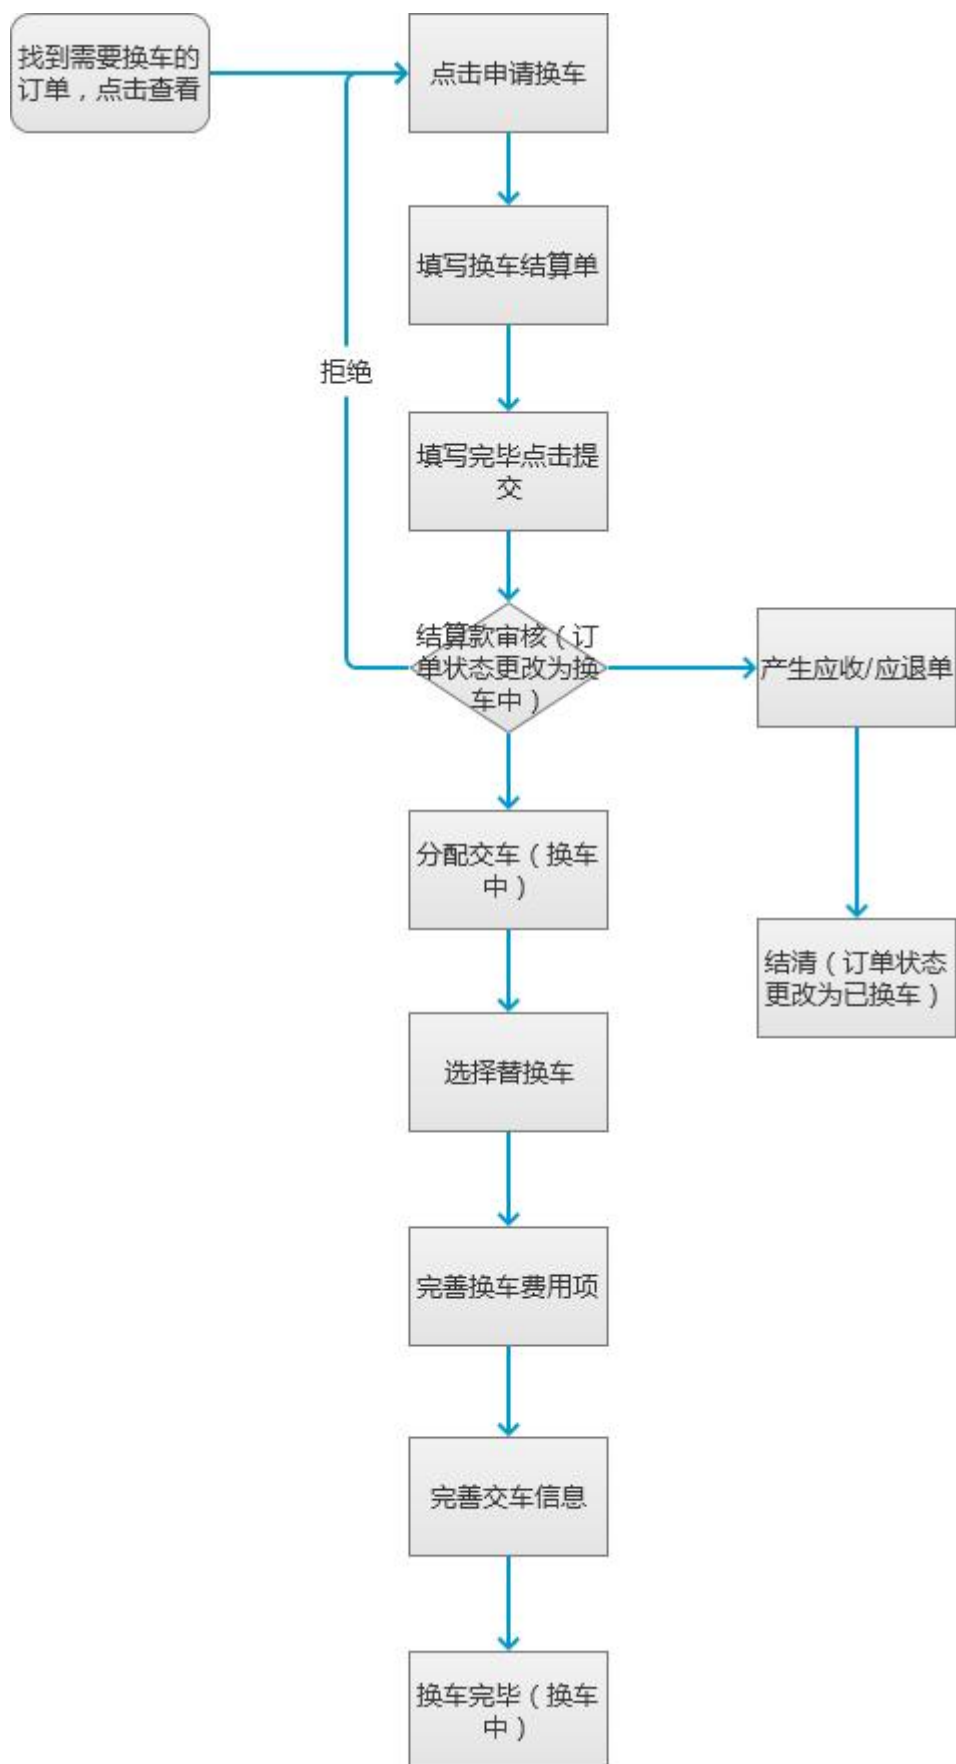 找到需要换车的
订单，点击查看
点击申请换车
填写换车结算单
拒绝
填写完毕点击提
交
结算款审核（订
单状态更改为换
车中）
产生应收/应退单
分配交车（换车
中）
结清（订单状态
更改为已换车）
选择替换车
完善换车费用项
完善交车信息
换车完毕（换车
中）